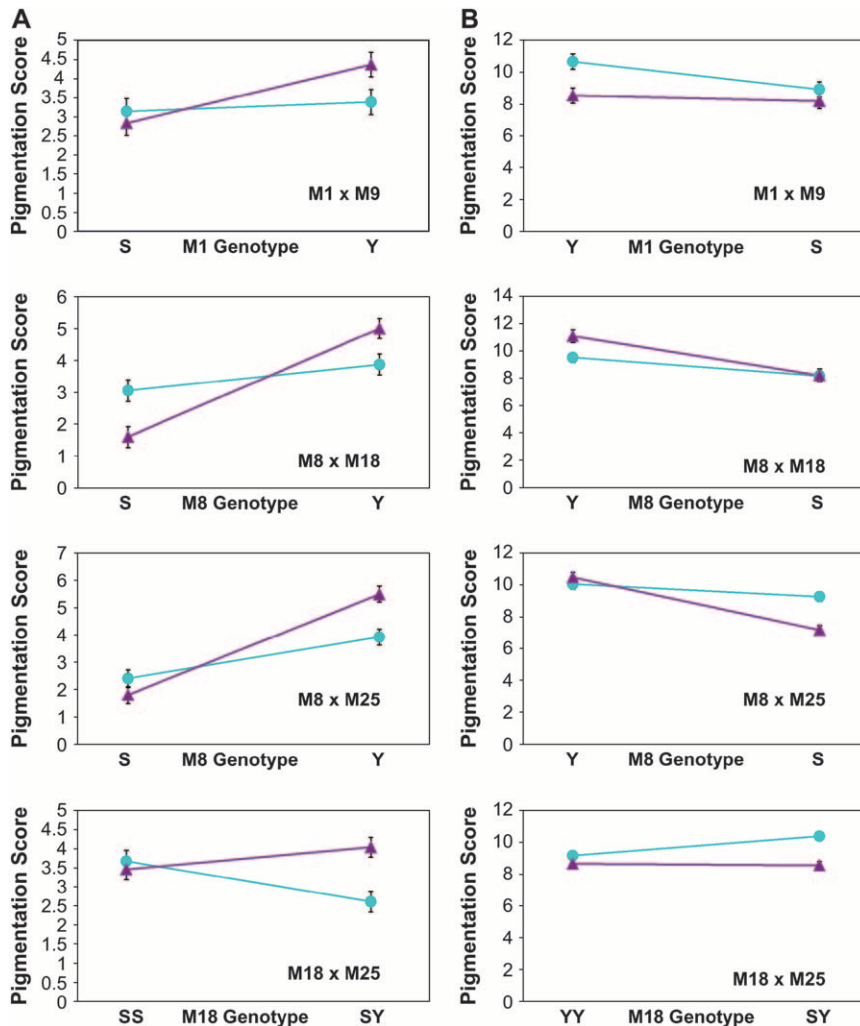 A
Pigmentation Score
5
4.5
4
3.5
3
2.5
2
1.5
1
0.5
0
M1 x M9
S M1 Genotype Y
Pigmentation Score
6
5
4
3
2
1
0
M8 x M18
S M8 Genotype Y
Pigmentation Score
7
6
5
4
3
2
1
0
M8 x M25
S M8 Genotype Y
Pigmentation Score
5
4.5
4
3.5
3
2.5
2
1.5
1
0.5
0
M18 x M25
SS M18 Genotype SY
B
Pigmentation Score
12
10
8
6
4
2
0
M1 x M9
Y M1 Genotype S
Pigmentation Score
14
12
10
8
6
4
2
0
M8 x M18
Y M8 Genotype S
Pigmentation Score
12
10
8
6
4
2
0
M8 x M25
Y M8 Genotype S
Pigmentation Score
12
10
8
6
4
2
0
M18 x M25
YY M18 Genotype SY